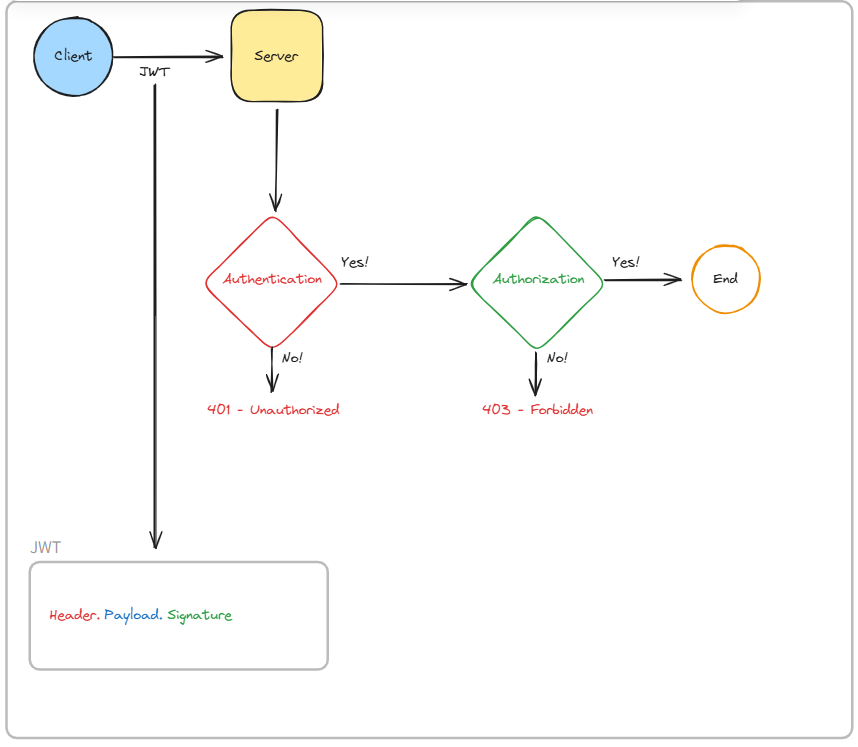 Client
JWT
Server
Authentication
Yes!
Authorization
Yes!
End
No!
No!
401 - Unauthorized
403 - Forbidden
JWT
Header. Payload. Signature